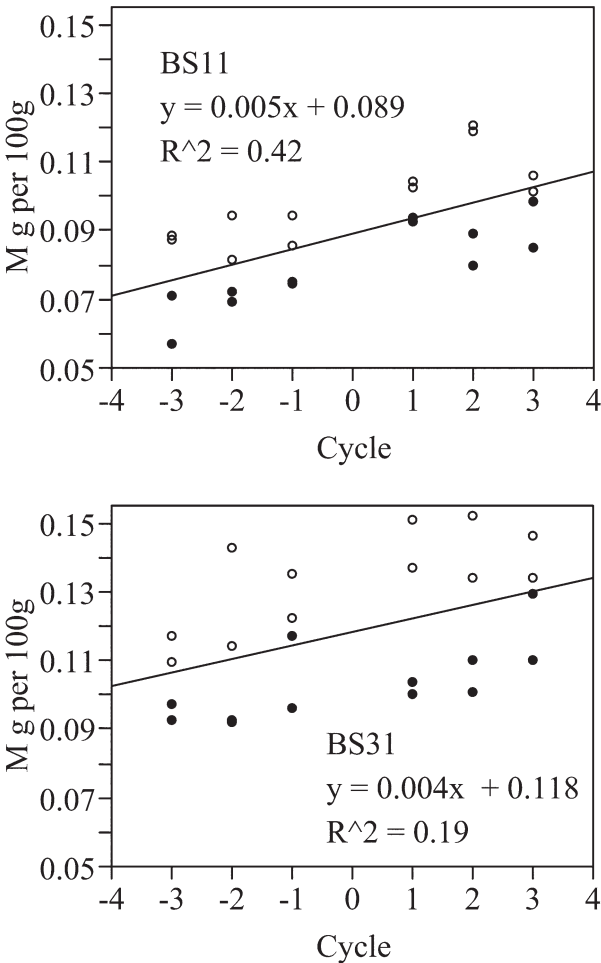 0.15
BS11
0.13
y = 0.005x + 0.089
R^2 = 0.42
0.11
M g per 100g
0.09
0.07
0.05
-4 -3 -2 -1 0 1 2 3 4
Cycle
0.15
0.13
0.11
M g per 100g
0.09
BS31
0.07
y = 0.004x + 0.118
R^2 = 0.19
0.05
-4 -3 -2 -1 0 1 2 3 4
Cycle